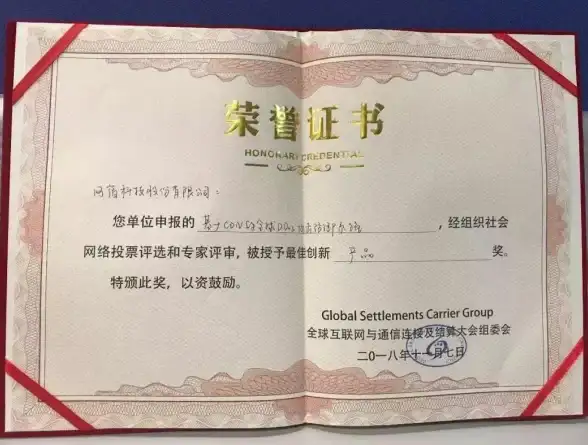 荣誉证书
HONORARY CREDENTIAL
网宿科技股份有限公司：
您单位申报的 基于CDN的全球DDoS 防御系统 ，经组织社会
网络投票评选和专家评审，被授予最佳创新 产品 奖。
特颁此奖，以资鼓励。
Global Settlements Carrier Group
全球互联网与通信连接及结算大会组委会
二〇一八年十一月七日